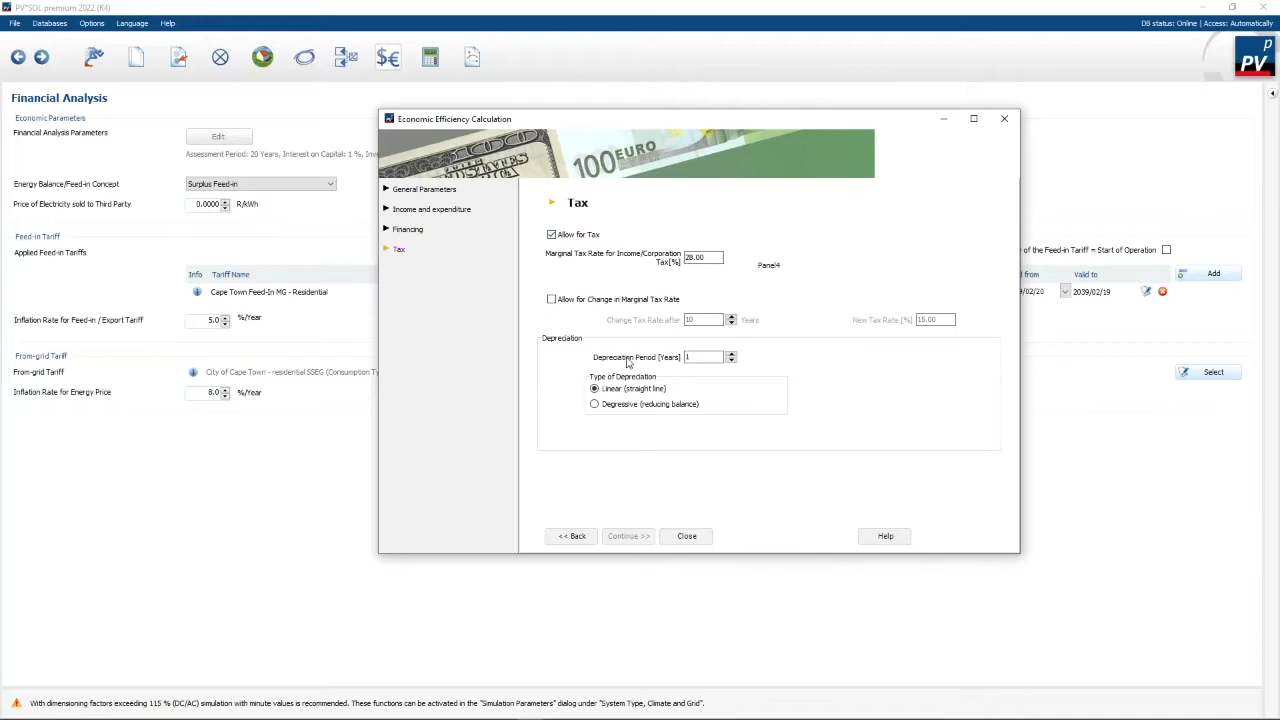 PV*SOL premium 2022 (R4)
File Databases Options Language Help
DB status: Online | Access: Automatically
p
PV
Financial Analysis
Economic Parameters
Financial Analysis Parameters
Edit
Assessment Period: 20 Years, Interest on Capital: 1 %, Inv
Energy Balance/Feed-in Concept
Surplus Feed-in
Price of Electricity sold to Third Party
0.0000 R/kWh
Feed-in Tariff
Applied Feed-in Tariffs
of the Feed-in Tariff = Start of Operation
Info Tariff Name
d from Valid to
Add
Cape Town Feed-In MG - Residential
9/02/20 2039/02/19
Inflation Rate for Feed-in / Export Tariff
5.0 %/Year
From-grid Tariff
From-grid Tariff
City of Cape Town - residential SSEG (Consumption Ty
Select
Inflation Rate for Energy Price
8.0 %/Year
Economic Efficiency Calculation
100 EURO
General Parameters
Income and expenditure
Financing
Tax
Tax
Allow for Tax
Marginal Tax Rate for Income/Corporation
Tax[%]
28.00
Panel4
Allow for Change in Marginal Tax Rate
Change Tax Rate after 10 Years
New Tax Rate [%] 15.00
Depreciation
Depreciation Period [Years] 1
Type of Depreciation
Linear (straight line)
Degressive (reducing balance)
<< Back Continue >> Close Help
With dimensioning factors exceeding 115 % (DC/AC) simulation with minute values is recommended. These functions can be activated in the "Simulation Parameters" dialog under "System Type, Climate and Grid".